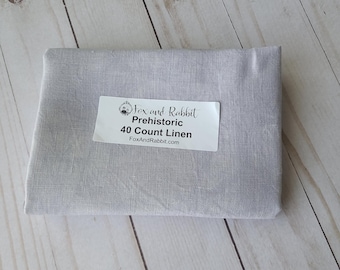 Fox and Rabbit
Prehistoric
40 Count Linen
FoxAndRabbit.com